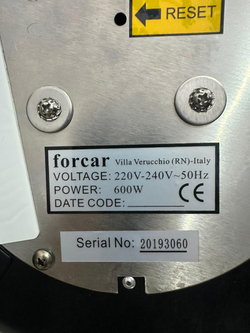 RESET
forcar Villa Verucchio (RN)-Italy
VOLTAGE: 220V-240V~50Hz
POWER: 600W
DATE CODE:
CE
Serial No: 20193060